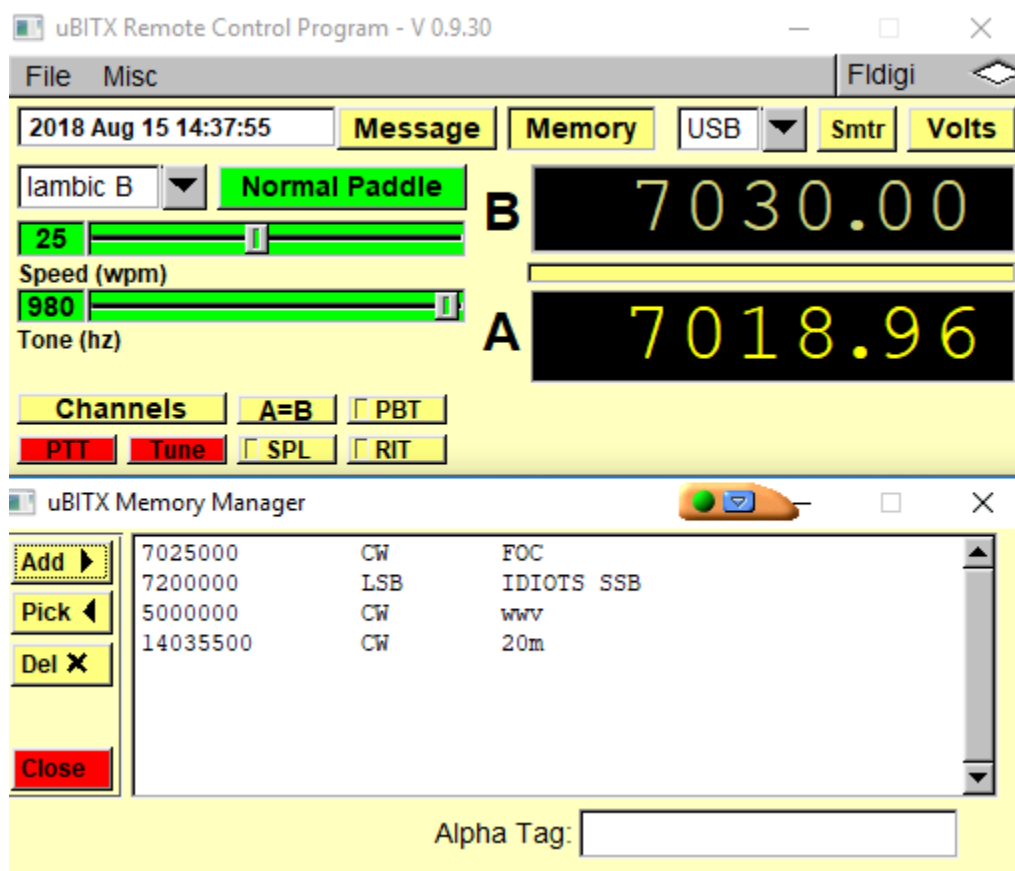 uBITX Remote Control Program - V 0.9.30
File Misc Fldigi
2018 Aug 15 14:37:55 Message Memory USB Smtr Volts
Iambic B Normal Paddle
B 7030.00
25
Speed (wpm)
980
Tone (hz)
A 7018.96
Channels A=B PBT
PTT Tune SPL RIT
uBITX Memory Manager
Add
Pick
Del
Close
7025000 CW FOC
7200000 LSB IDIOTS SSB
5000000 CW wwv
14035500 CW 20m
Alpha Tag: